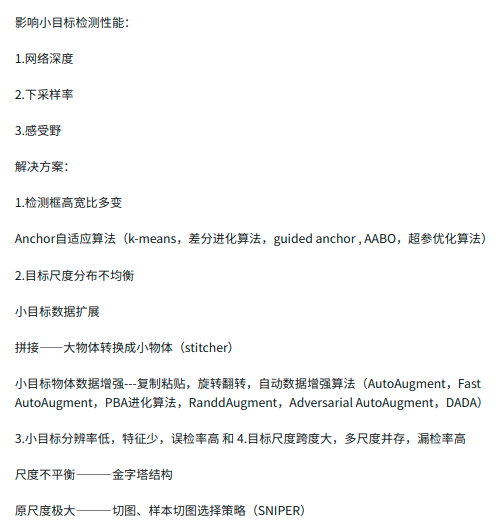 影响小目标检测性能：
1.网络深度
2.下采样率
3.感受野
解决方案：
1.检测框高宽比多变
Anchor自适应算法（k-means，差分进化算法，guided anchor , AABO，超参优化算法）
2.目标尺度分布不均衡
小目标数据扩展
拼接——大物体转换成小物体（stitcher）
小目标物体数据增强---复制粘贴，旋转翻转，自动数据增强算法（AutoAugment，Fast
AutoAugment，PBA进化算法，RanddAugment，Adversarial AutoAugment，DADA）
3.小目标分辨率低，特征少，误检率高 和 4.目标尺度跨度大，多尺度并存，漏检率高
尺度不平衡———金字塔结构
原尺度极大———切图、样本切图选择策略（SNIPER）